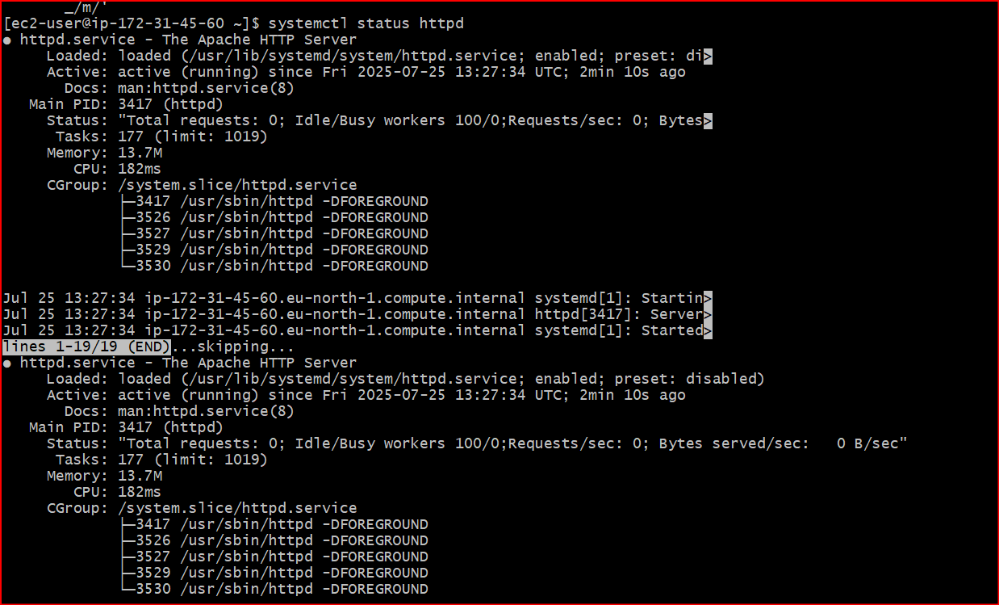 _/m/'
[ec2-user@ip-172-31-45-60 ~]$ systemctl status httpd
● httpd.service - The Apache HTTP Server
     Loaded: loaded (/usr/lib/systemd/system/httpd.service; enabled; preset: di>
     Active: active (running) since Fri 2025-07-25 13:27:34 UTC; 2min 10s ago
       Docs: man:httpd.service(8)
   Main PID: 3417 (httpd)
     Status: "Total requests: 0; Idle/Busy workers 100/0;Requests/sec: 0; Bytes>
      Tasks: 177 (limit: 1019)
     Memory: 13.7M
        CPU: 182ms
     CGroup: /system.slice/httpd.service
             ├─3417 /usr/sbin/httpd -DFOREGROUND
             ├─3526 /usr/sbin/httpd -DFOREGROUND
             ├─3527 /usr/sbin/httpd -DFOREGROUND
             ├─3529 /usr/sbin/httpd -DFOREGROUND
             └─3530 /usr/sbin/httpd -DFOREGROUND
Jul 25 13:27:34 ip-172-31-45-60.eu-north-1.compute.internal systemd[1]: Startin>
Jul 25 13:27:34 ip-172-31-45-60.eu-north-1.compute.internal httpd[3417]: Server>
Jul 25 13:27:34 ip-172-31-45-60.eu-north-1.compute.internal systemd[1]: Started>
lines 1-19/19 (END)...skipping...
● httpd.service - The Apache HTTP Server
     Loaded: loaded (/usr/lib/systemd/system/httpd.service; enabled; preset: disabled)
     Active: active (running) since Fri 2025-07-25 13:27:34 UTC; 2min 10s ago
       Docs: man:httpd.service(8)
   Main PID: 3417 (httpd)
     Status: "Total requests: 0; Idle/Busy workers 100/0;Requests/sec: 0; Bytes served/sec:   0 B/sec"
      Tasks: 177 (limit: 1019)
     Memory: 13.7M
        CPU: 182ms
     CGroup: /system.slice/httpd.service
             ├─3417 /usr/sbin/httpd -DFOREGROUND
             ├─3526 /usr/sbin/httpd -DFOREGROUND
             ├─3527 /usr/sbin/httpd -DFOREGROUND
             ├─3529 /usr/sbin/httpd -DFOREGROUND
             └─3530 /usr/sbin/httpd -DFOREGROUND